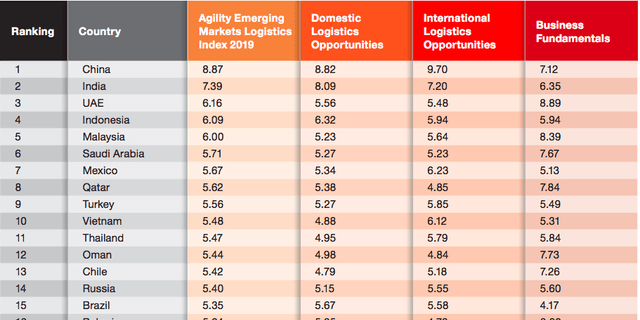 Ranking Country Agility Emerging Markets Logistics Index 2019 Domestic Logistics Opportunities International Logistics Opportunities Business Fundamentals
1 China 8.87 8.82 9.70 7.12
2 India 7.39 8.09 7.20 6.35
3 UAE 6.16 5.56 5.48 8.89
4 Indonesia 6.09 6.32 5.94 5.94
5 Malaysia 6.00 5.23 5.64 8.39
6 Saudi Arabia 5.71 5.27 5.23 7.67
7 Mexico 5.67 5.34 6.23 5.13
8 Qatar 5.62 5.38 4.85 7.84
9 Turkey 5.56 5.27 5.85 5.49
10 Vietnam 5.48 4.88 6.12 5.31
11 Thailand 5.47 4.95 5.79 5.84
12 Oman 5.44 4.98 4.84 7.73
13 Chile 5.42 4.79 5.18 7.26
14 Russia 5.40 5.15 5.55 5.60
15 Brazil 5.35 5.67 5.58 4.17